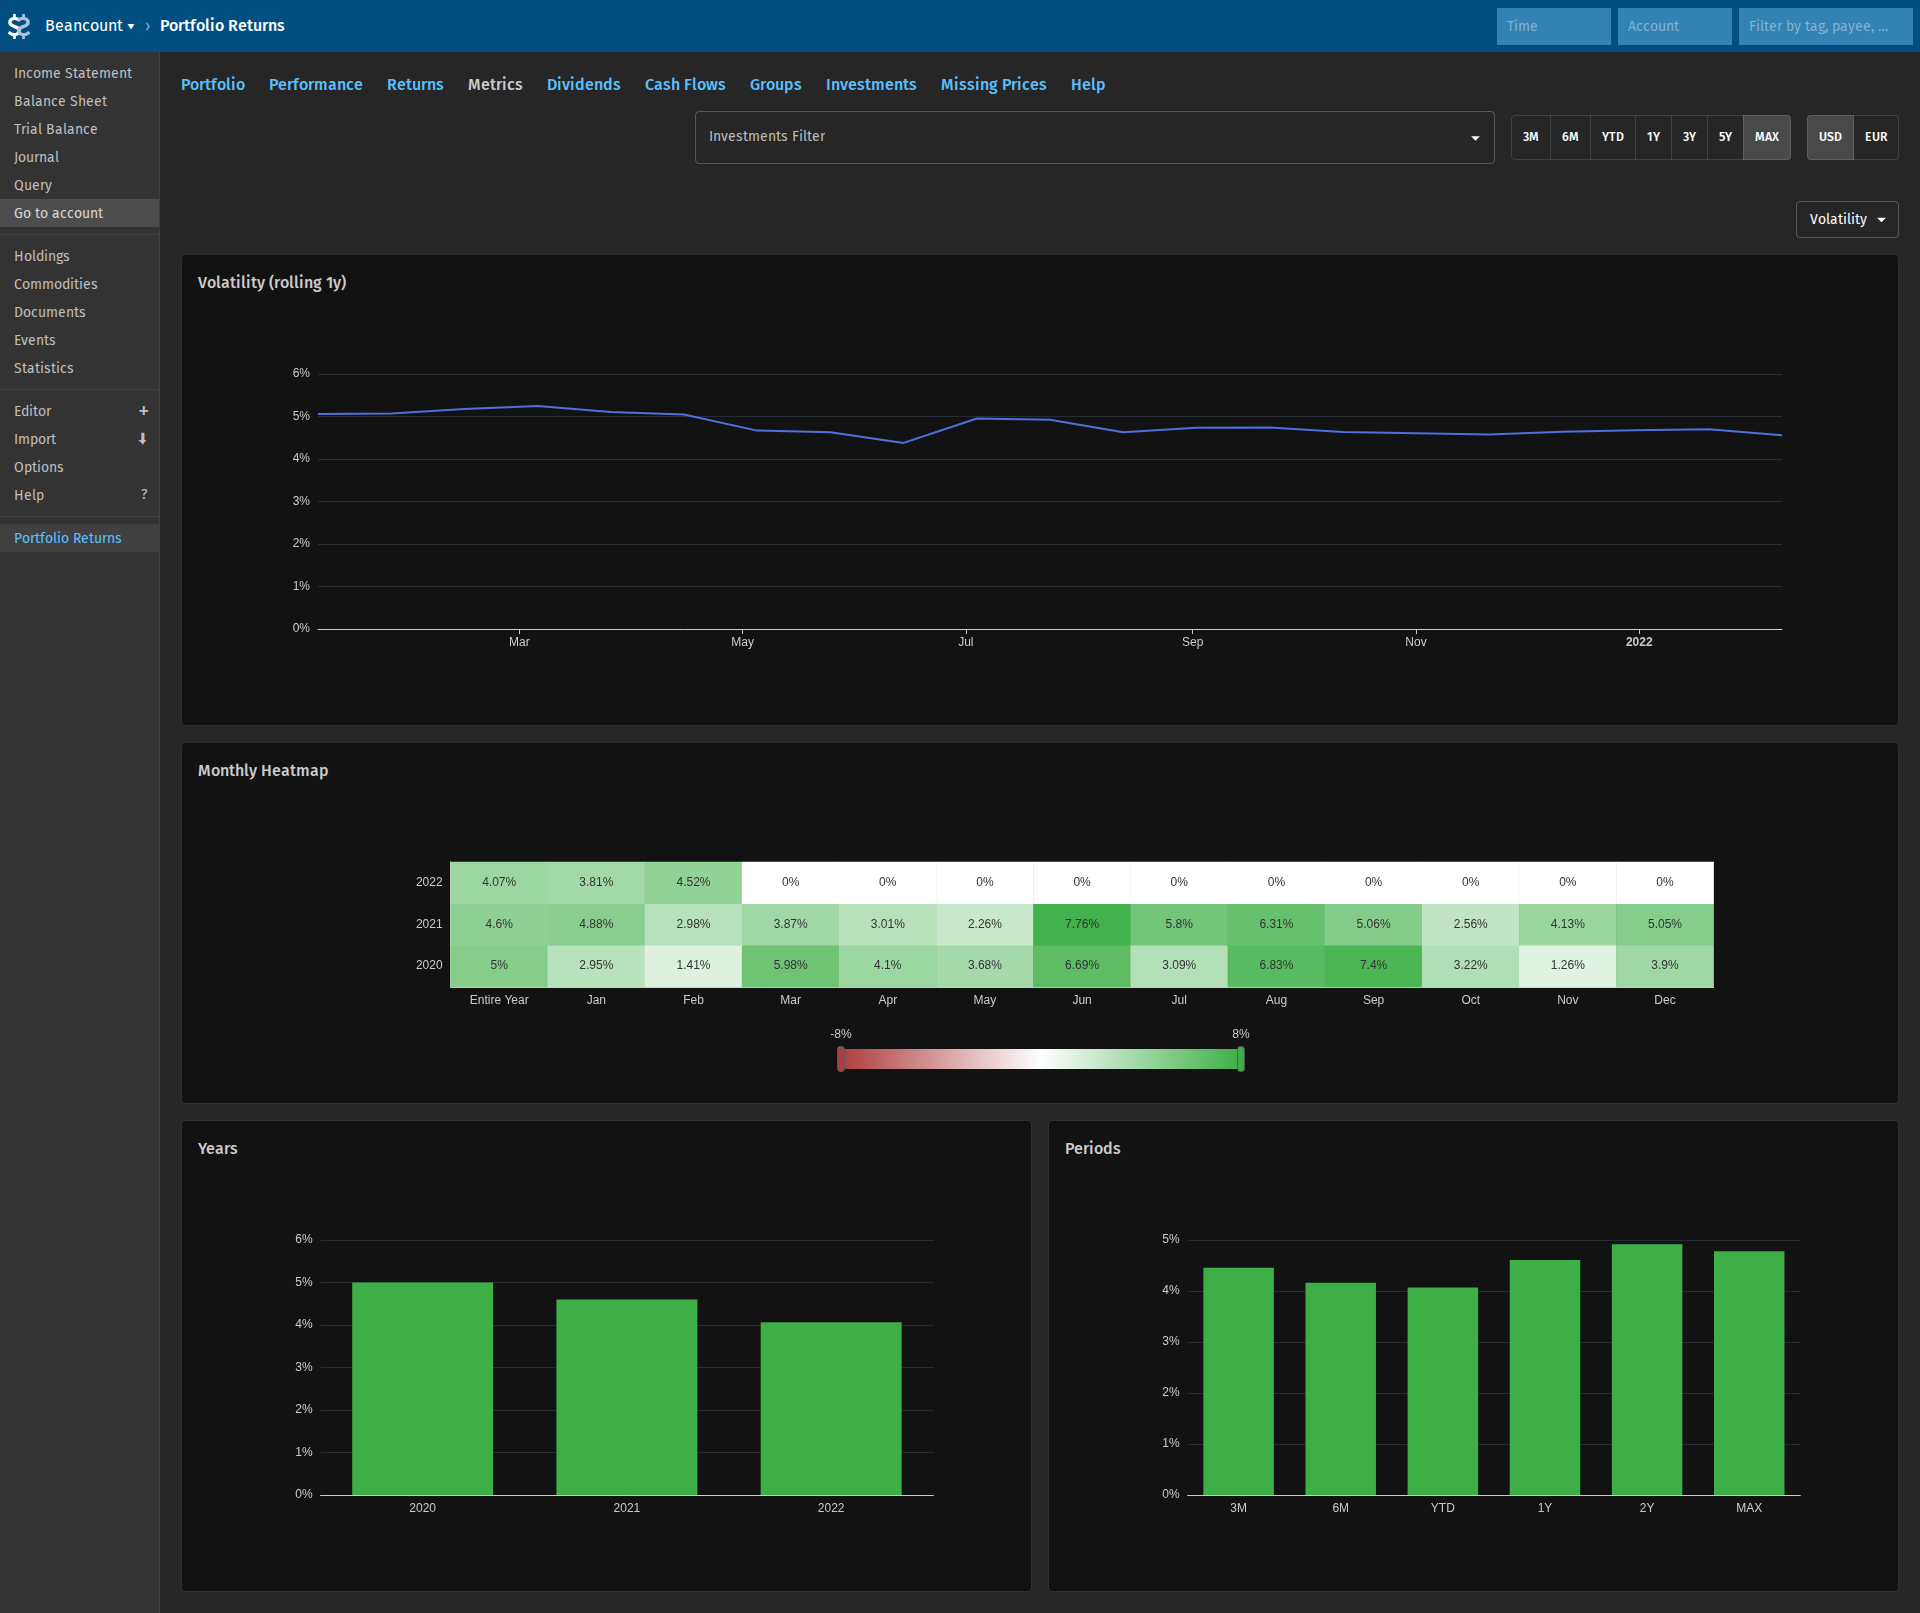 Beancount ▾ › Portfolio Returns
Time
Account
Filter by tag, payee, ...
Income Statement
Balance Sheet
Trial Balance
Journal
Query
Go to account
Holdings
Commodities
Documents
Events
Statistics
Editor +
Import ⬇
Options
Help ?
Portfolio Returns
Portfolio Performance Returns Metrics Dividends Cash Flows Groups Investments Missing Prices Help
Investments Filter
3M 6M YTD 1Y 3Y 5Y MAX
USD EUR
Volatility
Volatility (rolling 1y)
6%
5%
4%
3%
2%
1%
0%
Mar May Jul Sep Nov 2022
Monthly Heatmap
2022 4.07% 3.81% 4.52% 0% 0% 0% 0% 0% 0% 0% 0% 0% 0%
2021 4.6% 4.88% 2.98% 3.87% 3.01% 2.26% 7.76% 5.8% 6.31% 5.06% 2.56% 4.13% 5.05%
2020 5% 2.95% 1.41% 5.98% 4.1% 3.68% 6.69% 3.09% 6.83% 7.4% 3.22% 1.26% 3.9%
Entire Year Jan Feb Mar Apr May Jun Jul Aug Sep Oct Nov Dec
-8% 8%
Years
6%
5%
4%
3%
2%
1%
0%
2020 2021 2022
Periods
5%
4%
3%
2%
1%
0%
3M 6M YTD 1Y 2Y MAX